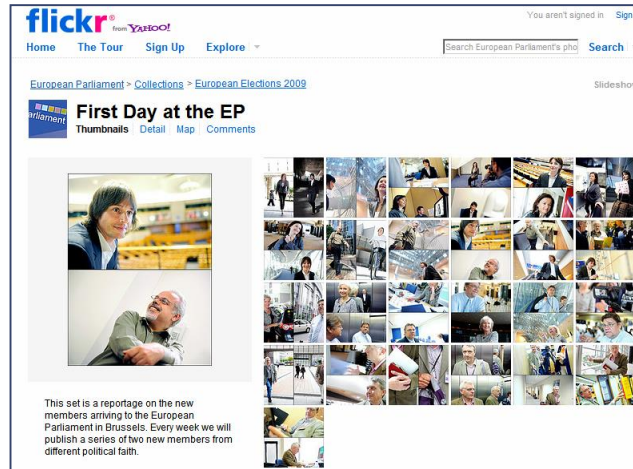 flickr® from YAHOO!
You aren't signed in Sign
Home The Tour Sign Up Explore
Search European Parliament's pho Search
European Parliament > Collections > European Elections 2009
Slideshow
arliament
First Day at the EP
Thumbnails Detail Map Comments
This set is a reportage on the new
members arriving to the European
Parliament in Brussels. Every week we will
publish a series of two new members from
different political faith.